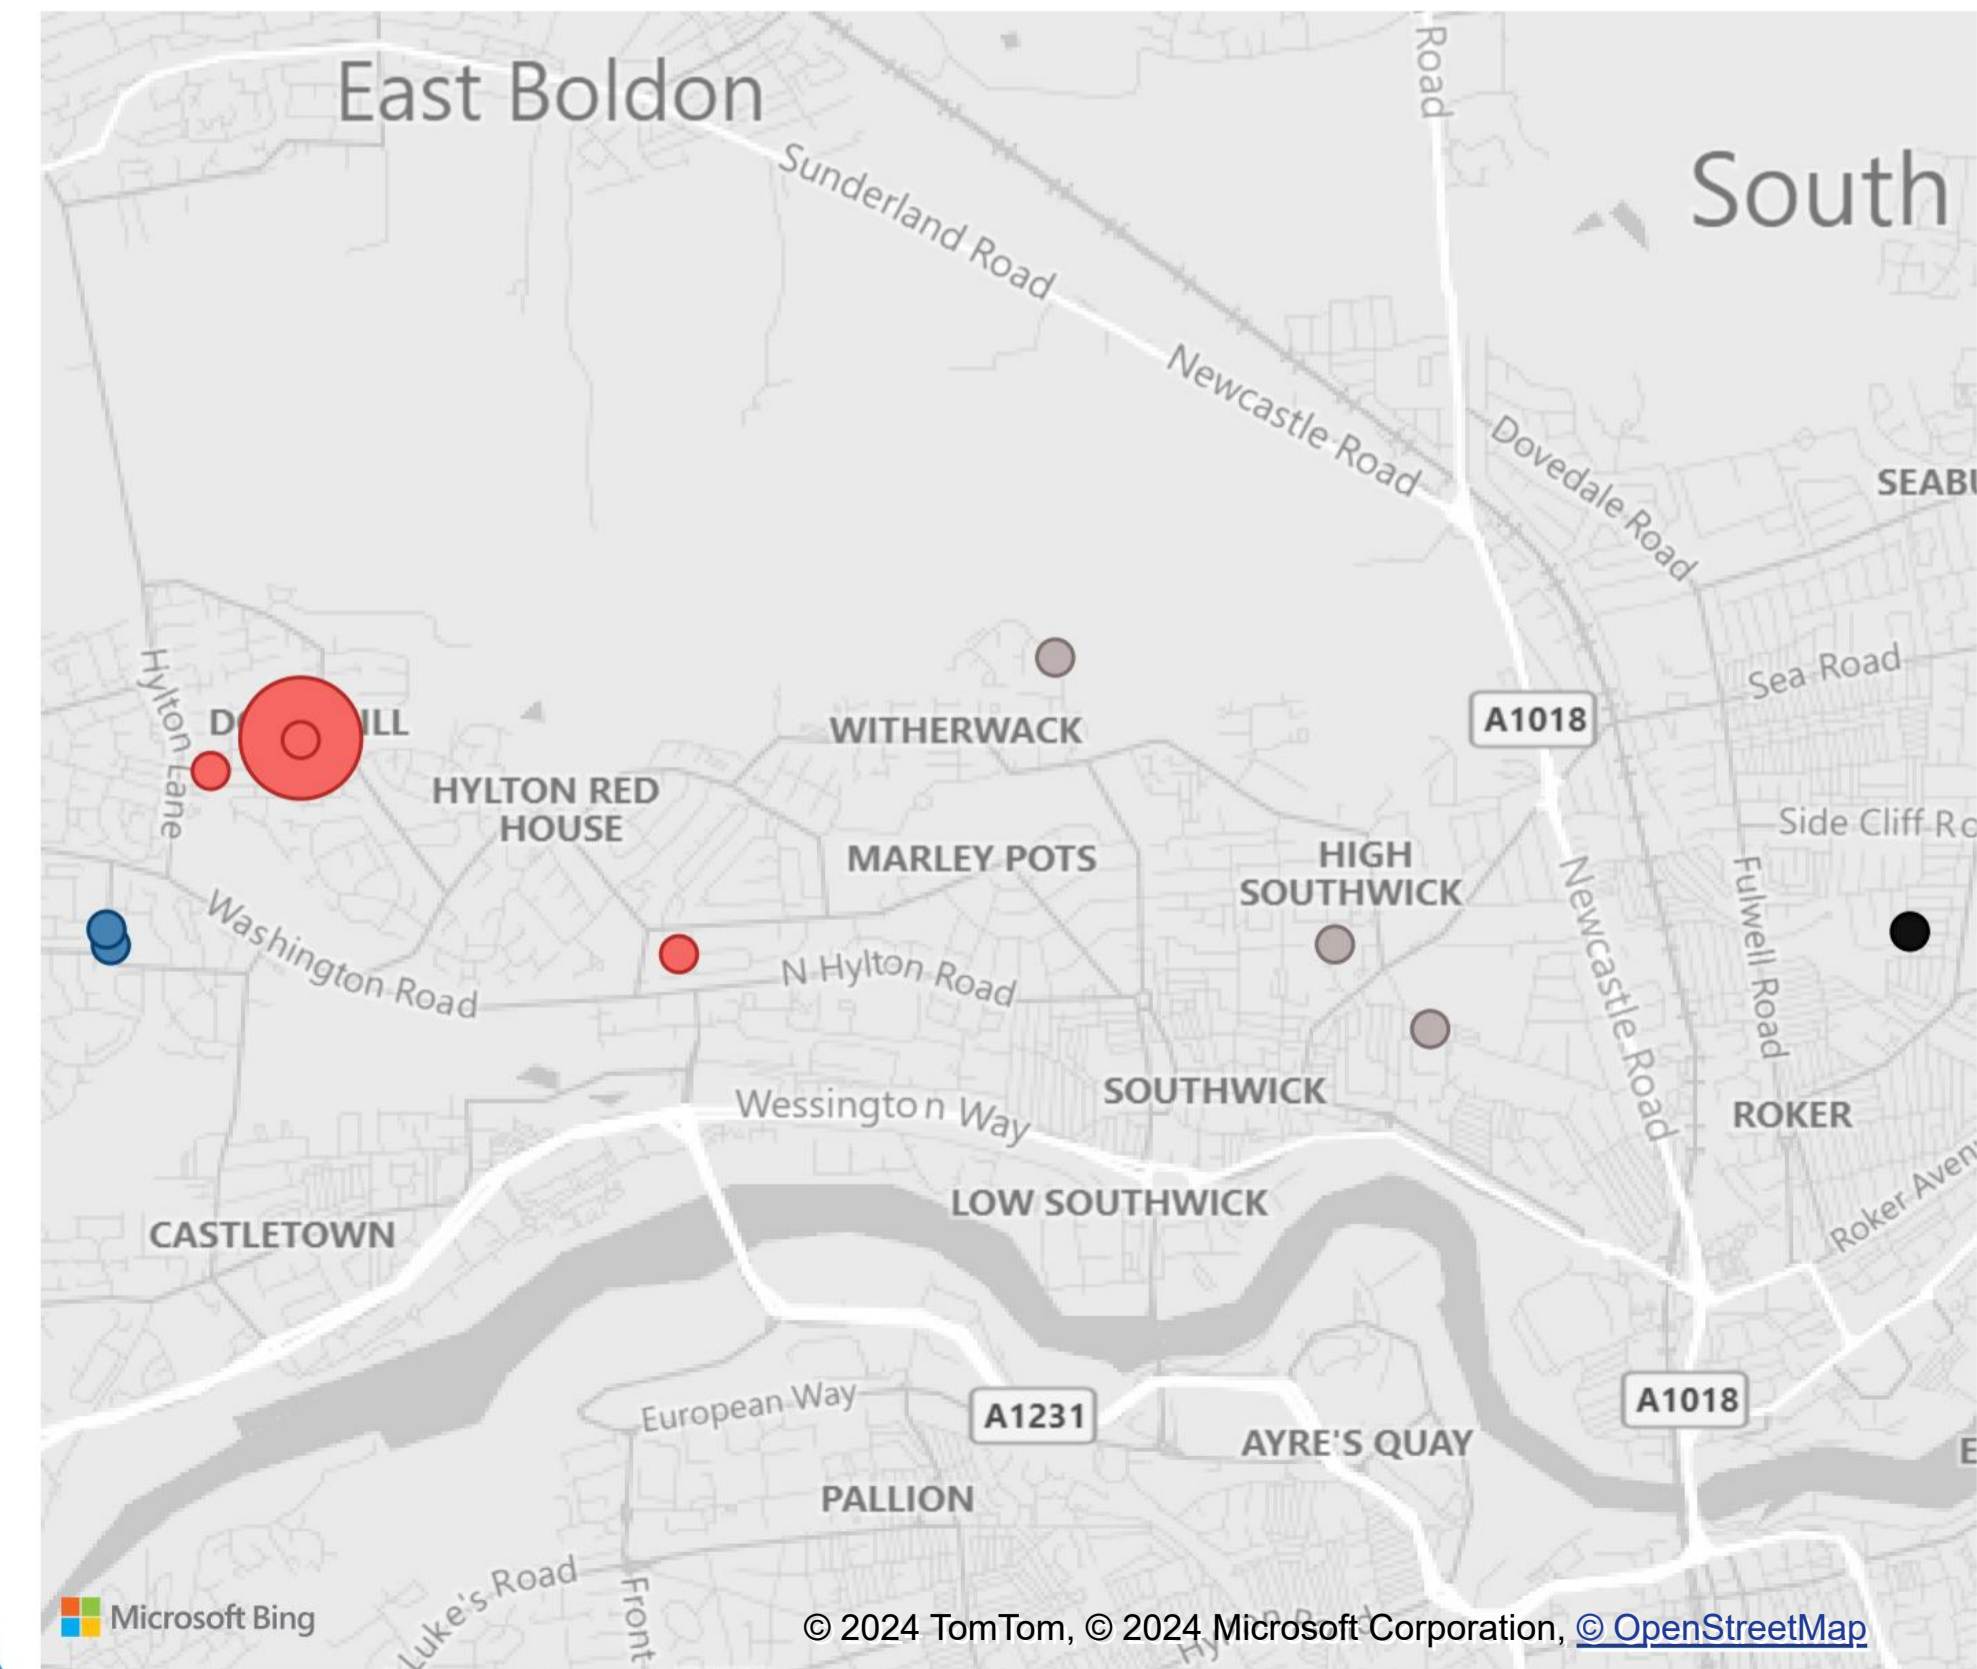 Road
East Boldon
South
Sunderland Road
Newcastle Road
Dovedale Road
SEABU
Hylton Lane
Sea Road
D ILL
A1018
WITHERWACK
HYLTON RED
HOUSE
Side Cliff Ro
MARLEY POTS
HIGH
SOUTHWICK
Newcastle Road
Fulwell Road
Washington Road
N Hylton Road
SOUTHWICK
Wessington Way
ROKER
Roker Aven
LOW SOUTHWICK
CASTLETOWN
European Way
A1231
A1018
AYRE'S QUAY
E
PALLION
Luke's Road
Front
Microsoft Bing
© 2024 TomTom, © 2024 Microsoft Corporation, © OpenStreetMap